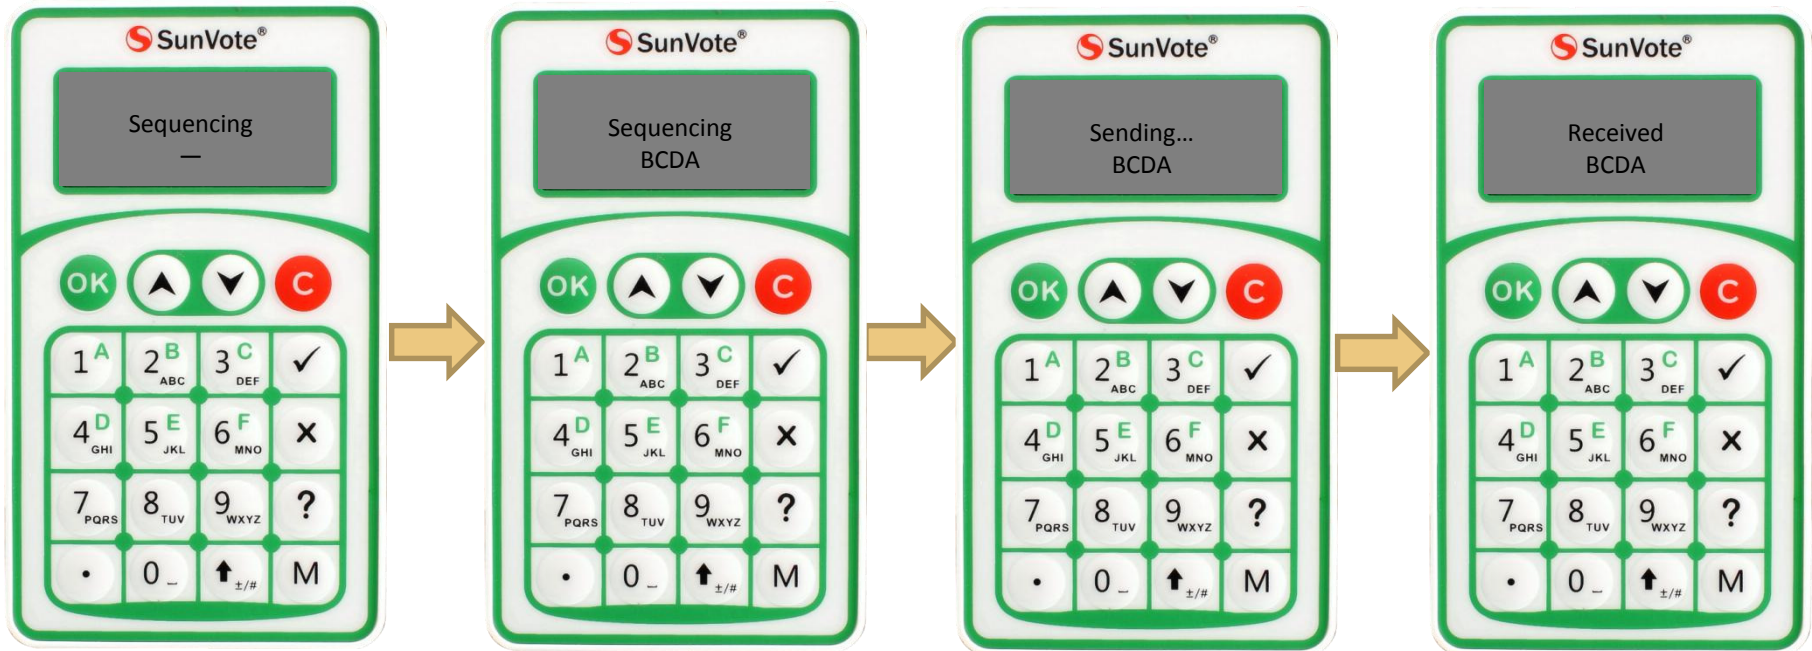 SunVote®
Sequencing
—
OK C
1 A 2 B ABC 3 C DEF ✓
4 D GHI 5 E JKL 6 F MNO ×
7 PQRS 8 TUV 9 WXYZ ?
. 0 _ ↑ ±/# M
SunVote®
Sequencing
BCDA
OK C
1 A 2 B ABC 3 C DEF ✓
4 D GHI 5 E JKL 6 F MNO ×
7 PQRS 8 TUV 9 WXYZ ?
. 0 _ ↑ ±/# M
SunVote®
Sending...
BCDA
OK C
1 A 2 B ABC 3 C DEF ✓
4 D GHI 5 E JKL 6 F MNO ×
7 PQRS 8 TUV 9 WXYZ ?
. 0 _ ↑ ±/# M
SunVote®
Received
BCDA
OK C
1 A 2 B ABC 3 C DEF ✓
4 D GHI 5 E JKL 6 F MNO ×
7 PQRS 8 TUV 9 WXYZ ?
. 0 _ ↑ ±/# M